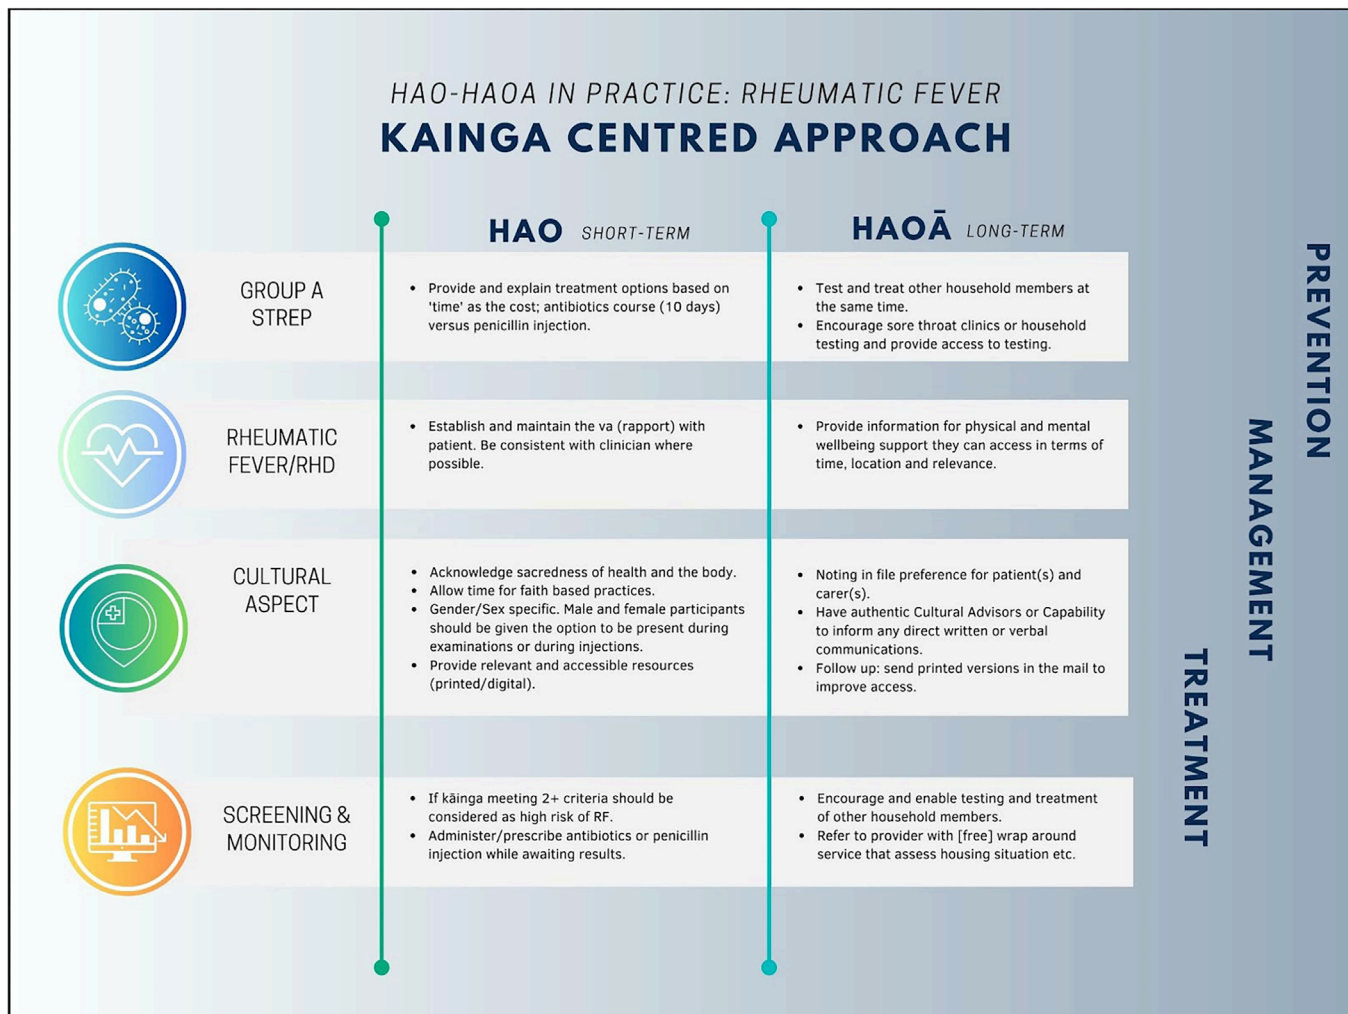 HAO-HAOA IN PRACTICE: RHEUMATIC FEVER
KAINGA CENTRED APPROACH
HAO SHORT-TERM
HAOĀ LONG-TERM
GROUP A
STREP
• Provide and explain treatment options based on
'time' as the cost; antibiotics course (10 days)
versus penicillin injection.
• Test and treat other household members at
the same time.
• Encourage sore throat clinics or household
testing and provide access to testing.
RHEUMATIC
FEVER/RHD
• Establish and maintain the va (rapport) with
patient. Be consistent with clinician where
possible.
• Provide information for physical and mental
wellbeing support they can access in terms of
time, location and relevance.
CULTURAL
ASPECT
• Acknowledge sacredness of health and the body.
• Allow time for faith based practices.
• Gender/Sex specific. Male and female participants
should be given the option to be present during
examinations or during injections.
• Provide relevant and accessible resources
(printed/digital).
• Noting in file preference for patient(s) and
carer(s).
• Have authentic Cultural Advisors or Capability
to inform any direct written or verbal
communications.
• Follow up: send printed versions in the mail to
improve access.
SCREENING &
MONITORING
• If kāinga meeting 2+ criteria should be
considered as high risk of RF.
• Administer/prescribe antibiotics or penicillin
injection while awaiting results.
• Encourage and enable testing and treatment
of other household members.
• Refer to provider with [free] wrap around
service that assess housing situation etc.
PREVENTION
MANAGEMENT
TREATMENT